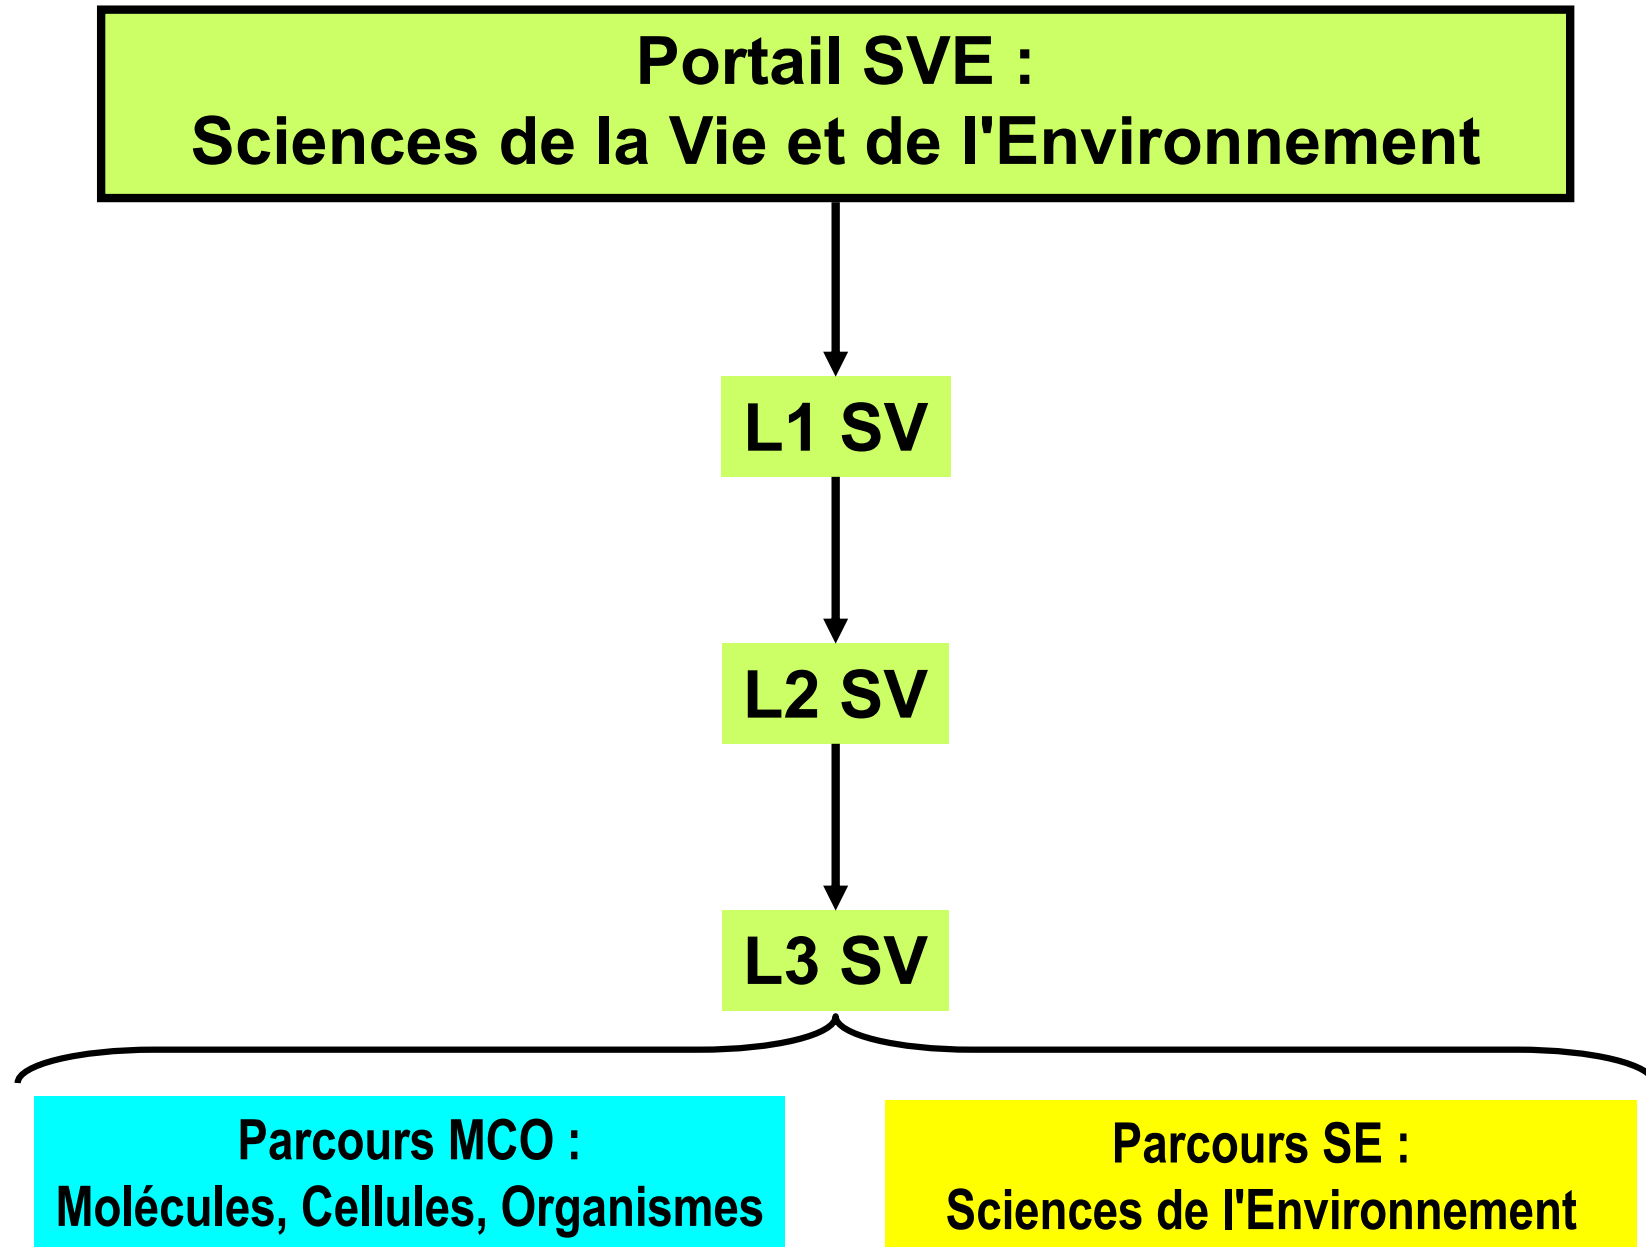 Portail SVE :
Sciences de la Vie et de l'Environnement
L1 SV
L2 SV
L3 SV
Parcours MCO :
Molécules, Cellules, Organismes
Parcours SE :
Sciences de l'Environnement